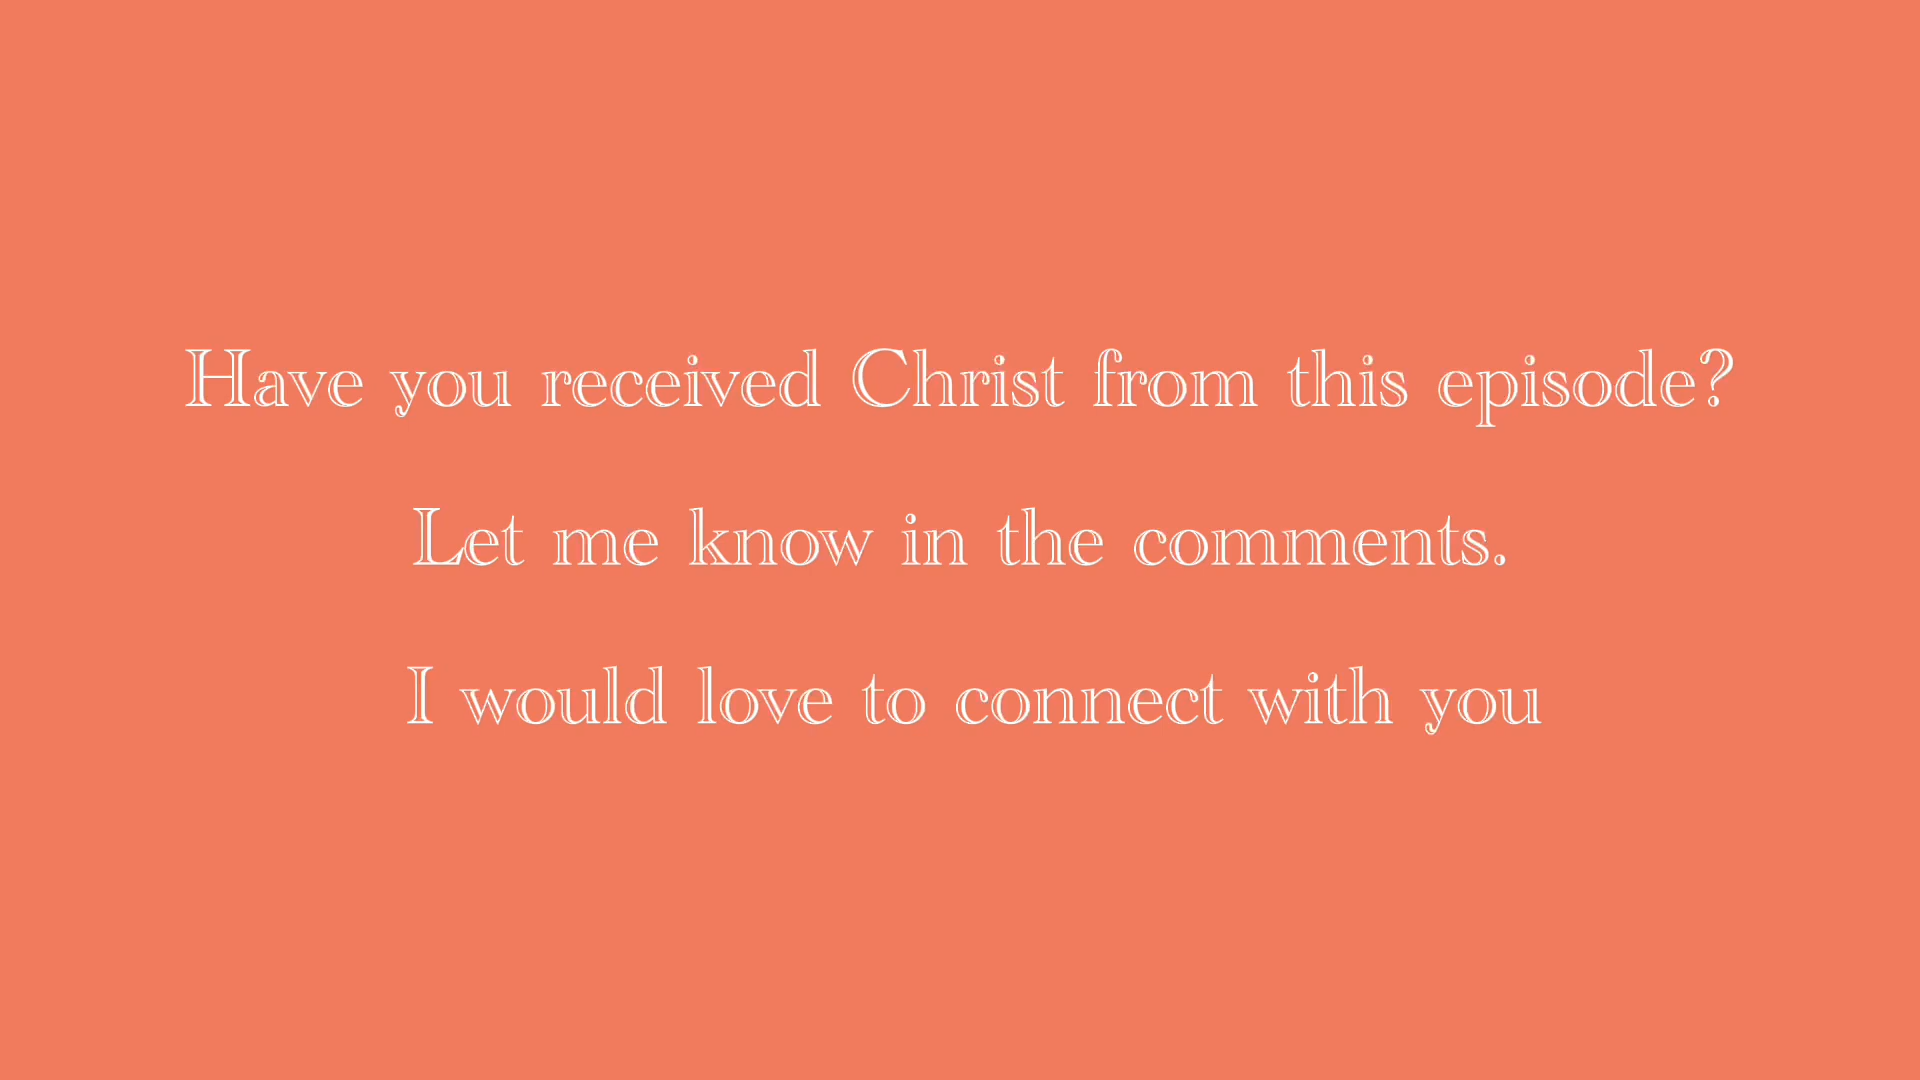 Have you received Christ from this episode?
Let me know in the comments.
I would love to connect with you